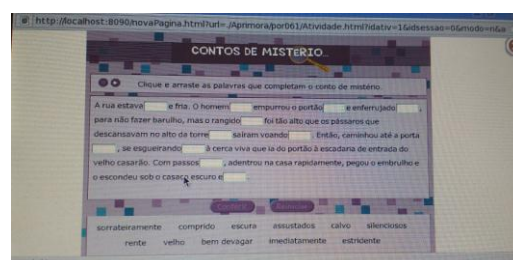 http://localhost:8090/novaPagina.html?url=./Aprimora/por061/Atividade.html?idativ=1&idsessao=0&modo=n&a
CONTOS DE MISTÉRIO...
Clique e arraste as palavras que completam o conto de mistério.
A rua estava e fria. O homem empurrou o portão e enferrujado ,
para não fazer barulho, mas o rangido foi tão alto que os pássaros que
descansavam no alto da torre saíram voando . Então, caminhou até a porta
, se esgueirando à cerca viva que ia do portão à escadaria de entrada do
velho casarão. Com passos , adentrou na casa rapidamente, pegou o embrulho e
o escondeu sob o casaco escuro e .
sorrateiramente comprido escura assustados calvo silenciosos
rente velho bem devagar imediatamente estridente